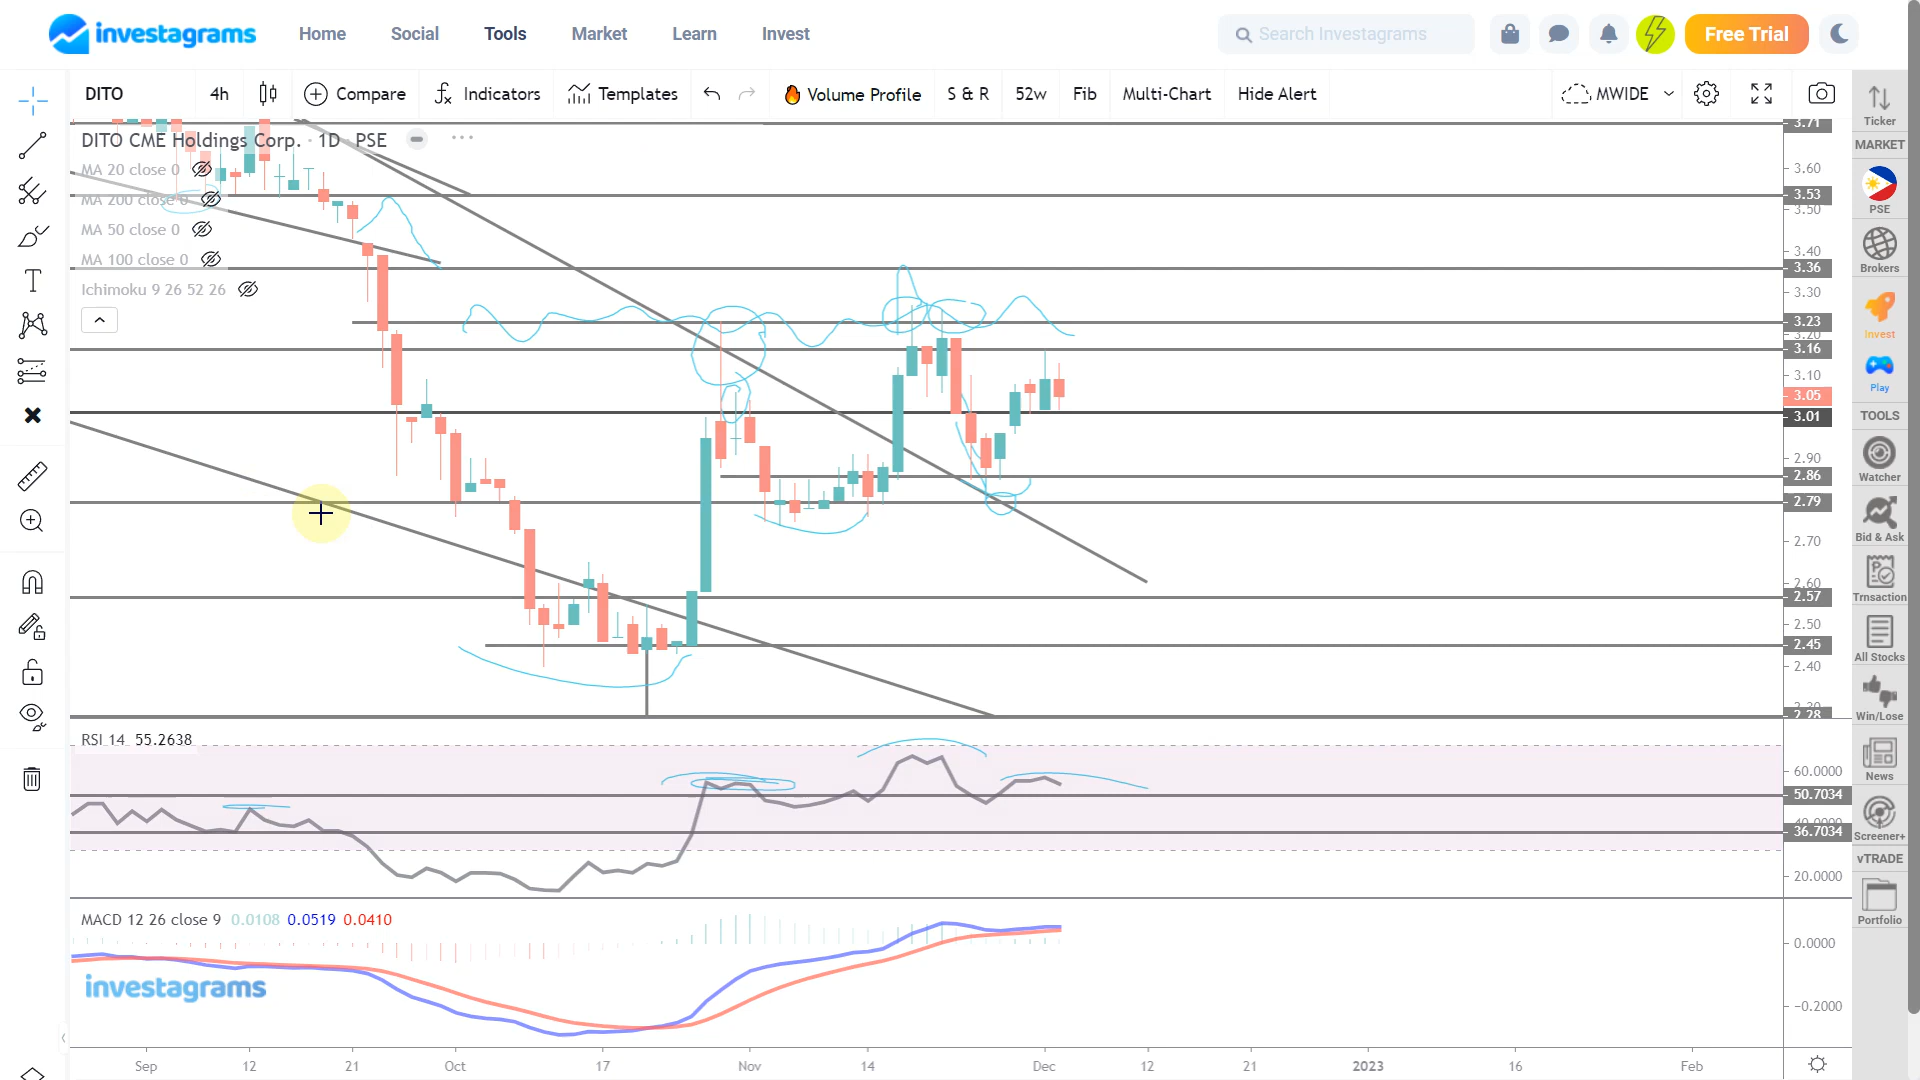 investagrams
Home
Social
Tools
Market
Learn
Invest
Search Investagrams
Free Trial
DITO
4h
Compare
Indicators
Templates
Volume Profile
S & R
52w
Fib
Multi-Chart
Hide Alert
MWIDE
Ticker
MARKET
PSE
Brokers
Invest
Play
TOOLS
Watcher
Bid & Ask
Trnsaction
All Stocks
Win/Lose
News
Screener+
vTRADE
Portfolio
DITO CME Holdings Corp. · 1D · PSE
MA 20 close 0
MA 200 close 0
MA 50 close 0
MA 100 close 0
Ichimoku 9 26 52 26
3.71
3.60
3.53
3.50
3.40
3.36
3.30
3.23
3.20
3.16
3.10
3.05
3.01
2.90
2.86
2.79
2.70
2.60
2.57
2.50
2.45
2.40
2.30
2.28
RSI 14 55.2638
60.0000
50.7034
40.0000
36.7034
20.0000
MACD 12 26 close 9 0.0108 0.0519 0.0410
0.0000
−0.2000
investagrams
Sep
12
21
Oct
17
Nov
14
Dec
12
21
2023
16
Feb